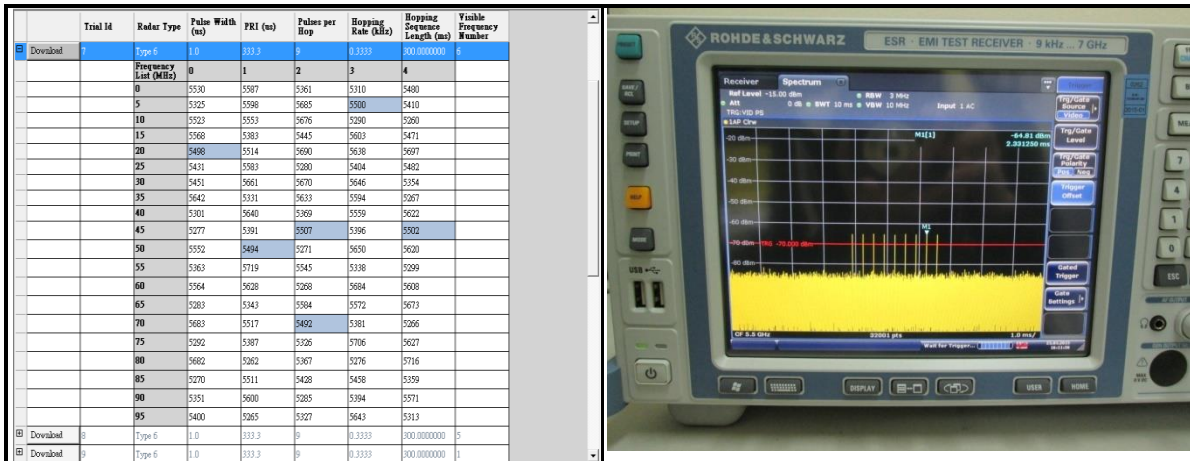 Trial Id Radar Type Pulse Width (us) PRI (us) Pulses per Hop Hopping Rate (kHz) Hopping Sequence Length (ms) Visible Frequency Number
Download 7 Type 6 1.0 333.3 9 0.3333 300.0000000 6
Frequency List (MHz) 0 1 2 3 4
0 5530 5587 5361 5310 5480
5 5325 5598 5685 5500 5410
10 5523 5553 5676 5290 5260
15 5568 5383 5445 5603 5471
20 5498 5514 5690 5638 5697
25 5431 5583 5280 5404 5482
30 5451 5661 5670 5646 5354
35 5642 5331 5633 5594 5267
40 5301 5640 5369 5559 5622
45 5277 5391 5507 5396 5502
50 5552 5494 5271 5650 5620
55 5363 5719 5545 5338 5299
60 5564 5628 5268 5684 5608
65 5283 5343 5584 5572 5673
70 5683 5517 5492 5381 5266
75 5292 5387 5326 5706 5627
80 5682 5262 5367 5276 5716
85 5270 5511 5428 5458 5359
90 5351 5600 5285 5394 5571
95 5400 5265 5327 5643 5313
Download 8 Type 6 1.0 333.3 9 0.3333 300.0000000 5
Download 9 Type 6 1.0 333.3 9 0.3333 300.0000000 1
ROHDE&SCHWARZ ESR · EMI TEST RECEIVER · 9 kHz ... 7 GHz
PRESET
SETUP
PRINT
HELP
MODE
USB
Receiver Spectrum
Ref Level -15.00 dBm RBW 3 MHz
Att 0 dB SWT 10 ms VBW 10 MHz Input 1 AC
TRG:VID PS
1AP Clrw
M1[1] -64.81 dBm
2.331250 ms
-20 dBm
-30 dBm
-40 dBm
-50 dBm
-60 dBm
M1
-70 dBm TRG -70.000 dBm
-80 dBm
CF 5.5 GHz 32001 pts 1.0 ms/
Wait for Trigger...
Trigger
Trg/Gate Source
Video
Trg/Gate Level
Trg/Gate Polarity
Pos Neg
Trigger Offset
Gated Trigger
Gate Settings
7
4
1
0
ESC
DISPLAY
USER
HOME